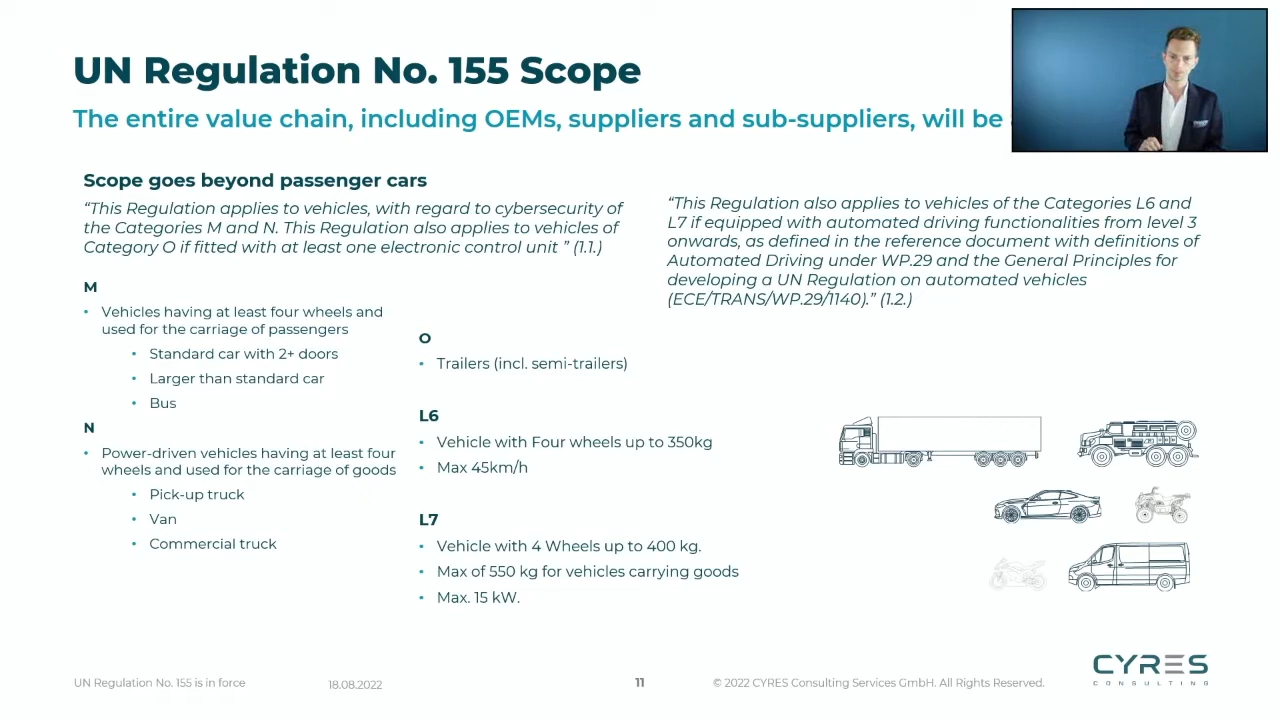 UN Regulation No. 155 Scope
The entire value chain, including OEMs, suppliers and sub-suppliers, will be
Scope goes beyond passenger cars
“This Regulation applies to vehicles, with regard to cybersecurity of
the Categories M and N. This Regulation also applies to vehicles of
Category O if fitted with at least one electronic control unit ” (1.1.)
M
• Vehicles having at least four wheels and
used for the carriage of passengers
• Standard car with 2+ doors
• Larger than standard car
• Bus
N
• Power-driven vehicles having at least four
wheels and used for the carriage of goods
• Pick-up truck
• Van
• Commercial truck
O
• Trailers (incl. semi-trailers)
L6
• Vehicle with Four wheels up to 350kg
• Max 45km/h
L7
• Vehicle with 4 Wheels up to 400 kg.
• Max of 550 kg for vehicles carrying goods
• Max. 15 kW.
“This Regulation also applies to vehicles of the Categories L6 and
L7 if equipped with automated driving functionalities from level 3
onwards, as defined in the reference document with definitions of
Automated Driving under WP.29 and the General Principles for
developing a UN Regulation on automated vehicles
(ECE/TRANS/WP.29/1140).” (1.2.)
CYRES
CONSULTING
UN Regulation No. 155 is in force
18.08.2022
11
© 2022 CYRES Consulting Services GmbH. All Rights Reserved.